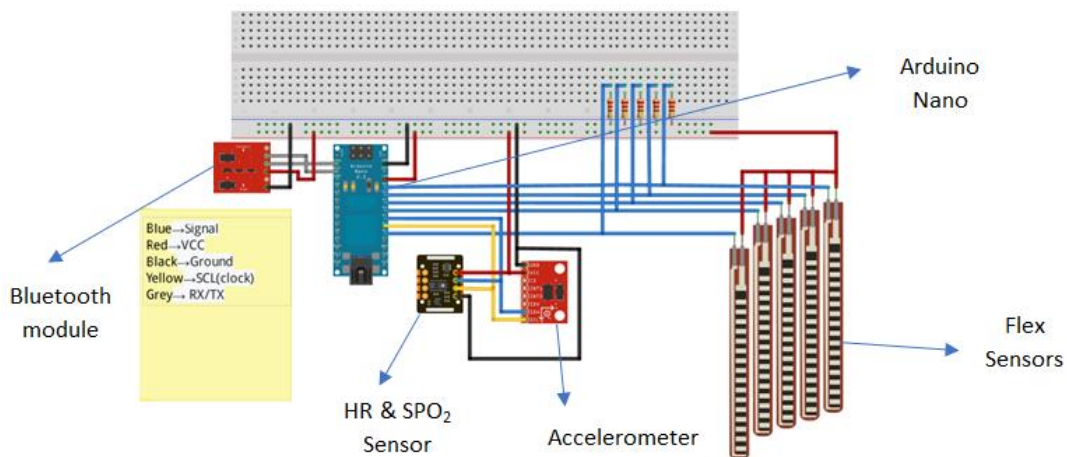 Arduino
Nano
Blue→Signal
Red→VCC
Black→Ground
Yellow→SCL(clock)
Grey→ RX/TX
Bluetooth
module
HR & SPO₂
Sensor
Accelerometer
Flex
Sensors